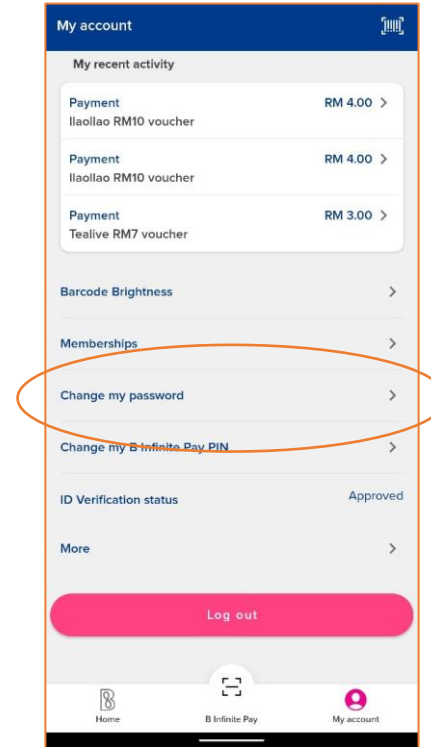 My account
My recent activity
Payment RM 4.00
llaollao RM10 voucher
Payment RM 4.00
llaollao RM10 voucher
Payment RM 3.00
Tealive RM7 voucher
Barcode Brightness
Memberships
Change my password
Change my B Infinite Pay PIN
ID Verification status Approved
More
Log out
Home B Infinite Pay My account